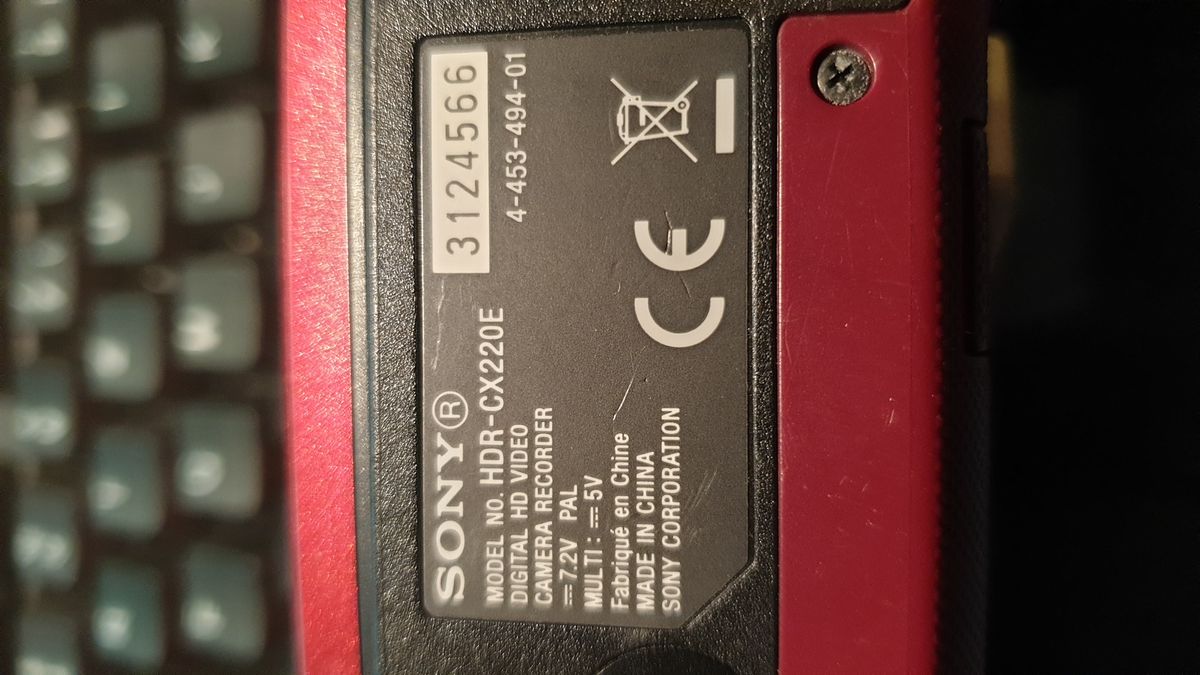 SONY®
3124566
MODEL NO. HDR-CX220E
4-453-494-01
DIGITAL HD VIDEO
CAMERA RECORDER
⎓ 7.2V PAL
MULTI : ⎓ 5V
Fabriqué en Chine
MADE IN CHINA
SONY CORPORATION
CE